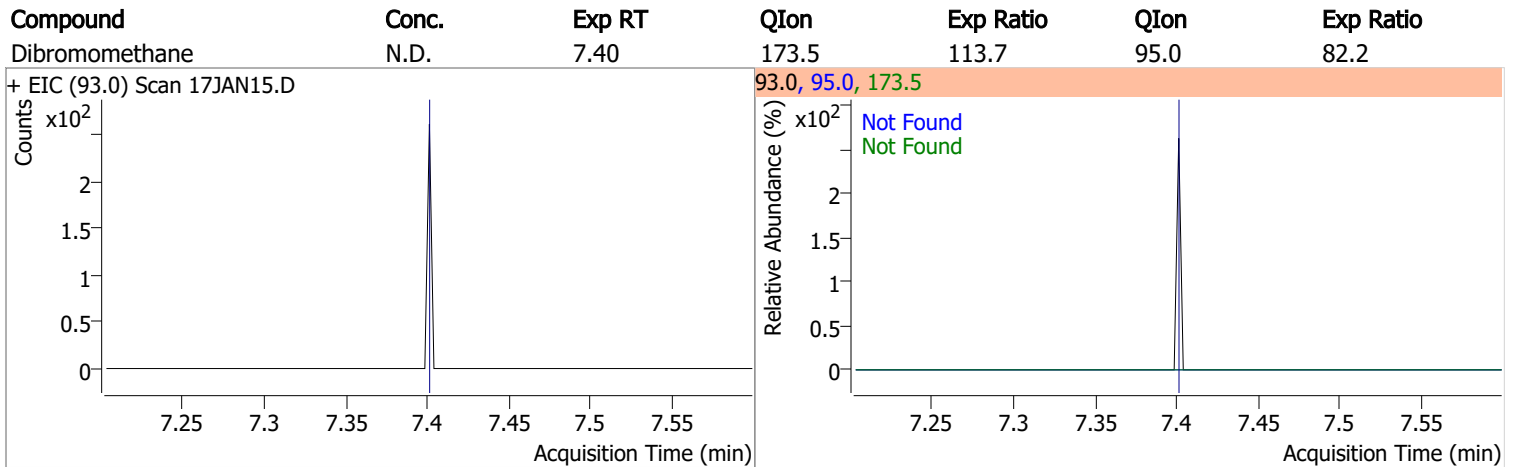 Compound Conc. Exp RT QIon Exp Ratio QIon Exp Ratio
Dibromomethane N.D. 7.40 173.5 113.7 95.0 82.2
+ EIC (93.0) Scan 17JAN15.D
Counts
x10²
2
1.5
1
0.5
0
7.25 7.3 7.35 7.4 7.45 7.5 7.55
Acquisition Time (min)
93.0, 95.0, 173.5
Relative Abundance (%)
x10²
Not Found
Not Found
2
1.5
1
0.5
0
7.25 7.3 7.35 7.4 7.45 7.5 7.55
Acquisition Time (min)